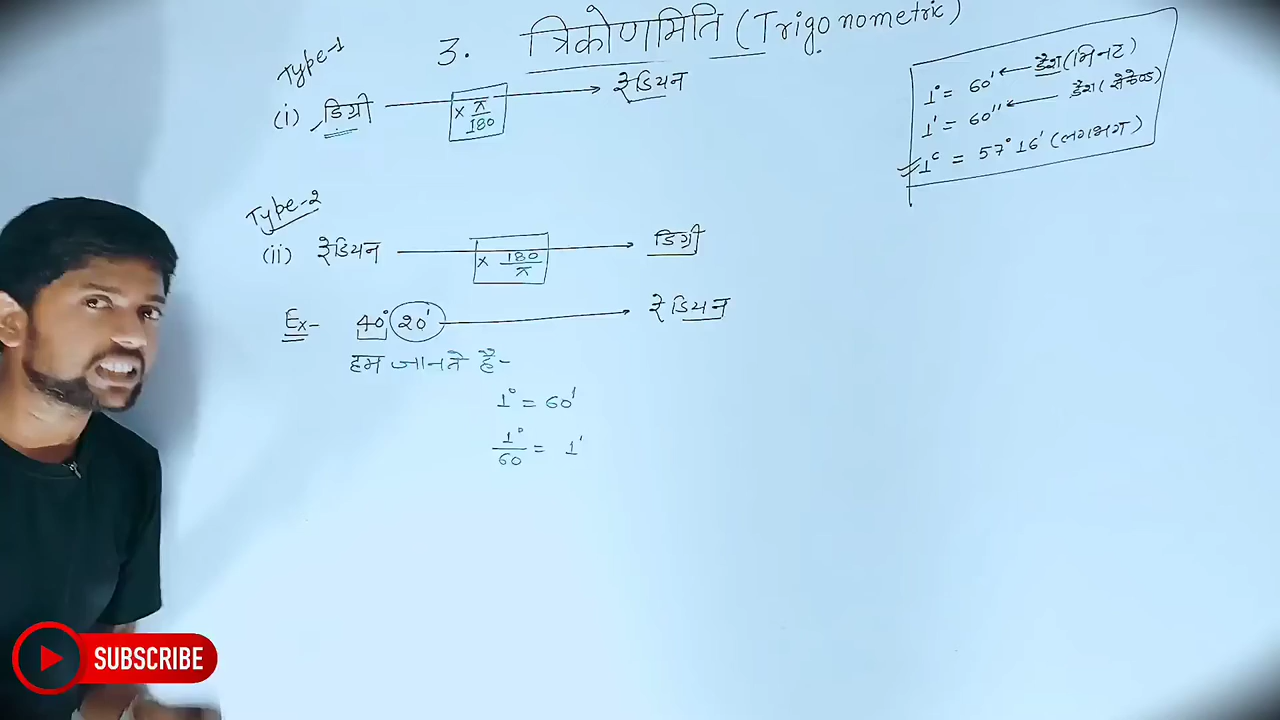 3. त्रिकोणमिति (Trigonometric)
Type-1
(i) डिग्री × π/180 रेडियन
1° = 60' ← डैश (मिनट)
1' = 60'' ← डैश (सेकेण्ड)
1ᶜ = 57° 16' (लगभग)
Type-2
(ii) रेडियन × 180/π डिग्री
Ex- 40° 20' रेडियन
हम जानते है-
1° = 60'
1°/60 = 1'
SUBSCRIBE